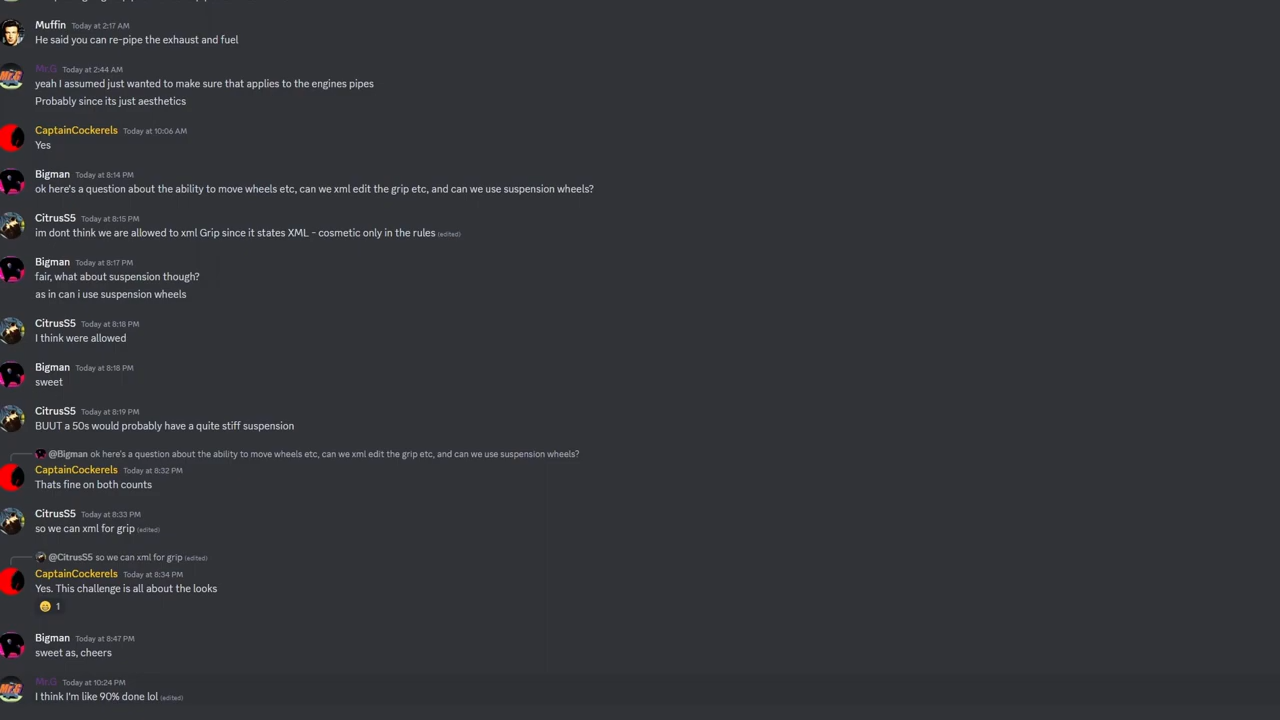 Muffin Today at 2:17 AM
He said you can re-pipe the exhaust and fuel
Mr.G Today at 2:44 AM
yeah I assumed just wanted to make sure that applies to the engines pipes
Probably since its just aesthetics
CaptainCockerels Today at 10:06 AM
Yes
Bigman Today at 8:14 PM
ok here's a question about the ability to move wheels etc, can we xml edit the grip etc, and can we use suspension wheels?
CitrusS5 Today at 8:15 PM
im dont think we are allowed to xml Grip since it states XML - cosmetic only in the rules (edited)
Bigman Today at 8:17 PM
fair, what about suspension though?
as in can i use suspension wheels
CitrusS5 Today at 8:18 PM
I think were allowed
Bigman Today at 8:18 PM
sweet
CitrusS5 Today at 8:19 PM
BUUT a 50s would probably have a quite stiff suspension
@Bigman ok here's a question about the ability to move wheels etc, can we xml edit the grip etc, and can we use suspension wheels?
CaptainCockerels Today at 8:32 PM
Thats fine on both counts
CitrusS5 Today at 8:33 PM
so we can xml for grip (edited)
@CitrusS5 so we can xml for grip (edited)
CaptainCockerels Today at 8:34 PM
Yes. This challenge is all about the looks
1
Bigman Today at 8:47 PM
sweet as, cheers
Mr.G Today at 10:24 PM
I think I'm like 90% done lol (edited)